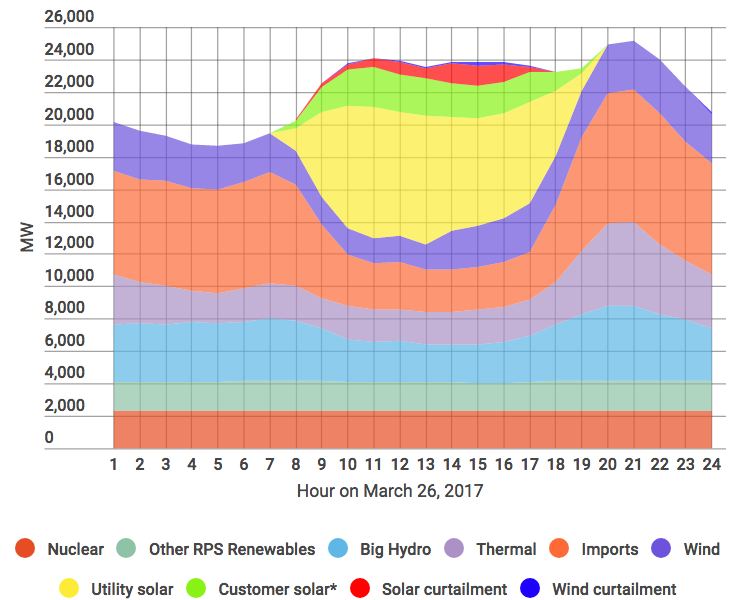 26,000
24,000
22,000
20,000
18,000
16,000
14,000
12,000
10,000
8,000
6,000
4,000
2,000
0
MW
1 2 3 4 5 6 7 8 9 10 11 12 13 14 15 16 17 18 19 20 21 22 23 24
Hour on March 26, 2017
Nuclear Other RPS Renewables Big Hydro Thermal Imports Wind
Utility solar Customer solar* Solar curtailment Wind curtailment